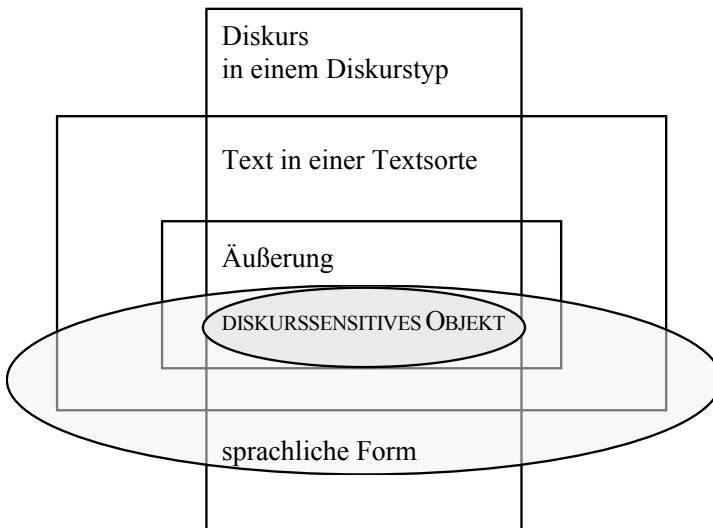 Diskurs
in einem Diskurstyp
Text in einer Textsorte
Äußerung
DISKURSSENSITIVES OBJEKT
sprachliche Form